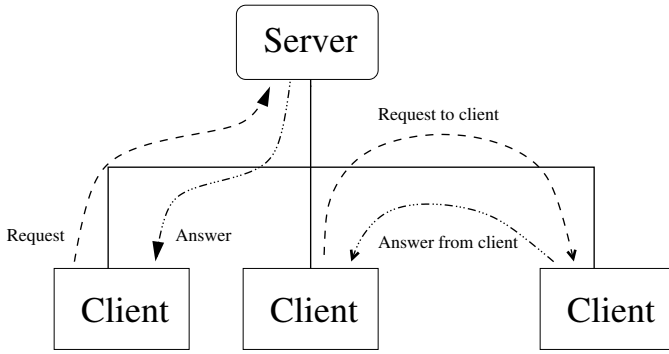 Server
Request to client
Request
Answer
Answer from client
Client
Client
Client